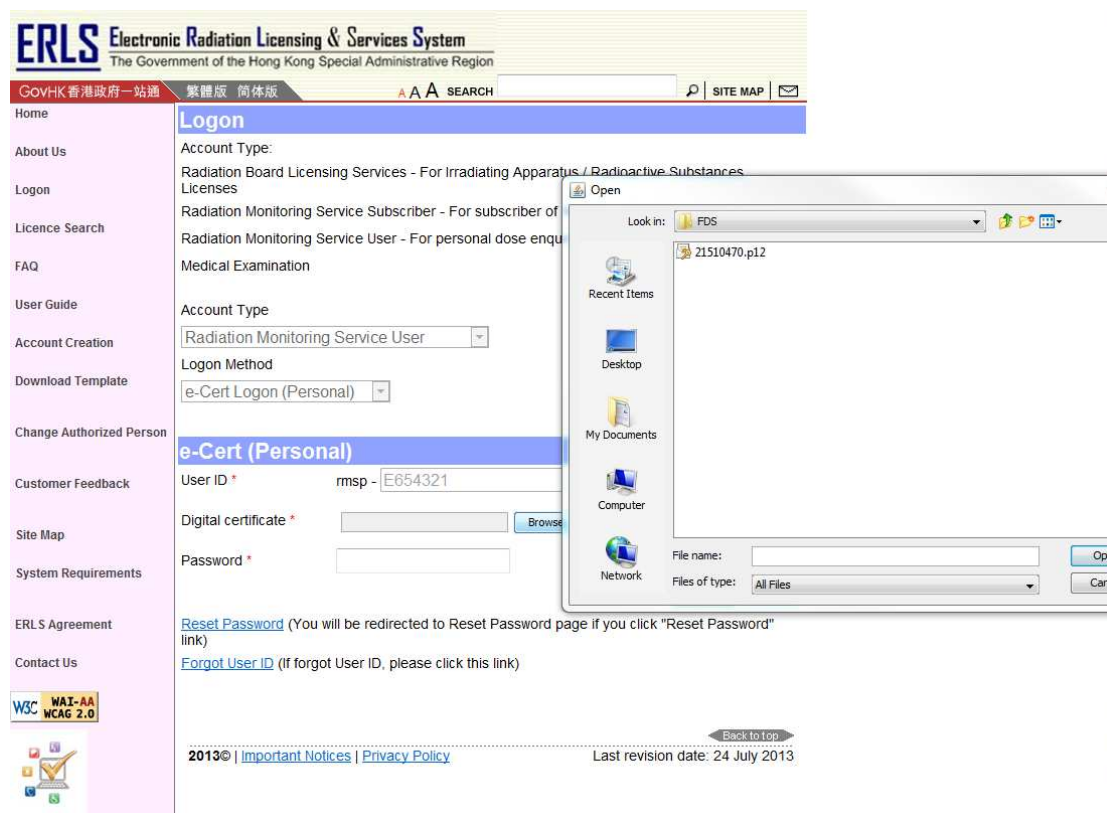 ERLS Electronic Radiation Licensing & Services System
The Government of the Hong Kong Special Administrative Region
GovHK香港政府一站通 繁體版 简体版 A A A SEARCH SITE MAP
Home
About Us
Logon
Licence Search
FAQ
User Guide
Account Creation
Download Template
Change Authorized Person
Customer Feedback
Site Map
System Requirements
ERLS Agreement
Contact Us
W3C WAI-AA
WCAG 2.0
Logon
Account Type:
Radiation Board Licensing Services - For Irradiating Apparatus / Radioactive Substances
Licenses
Radiation Monitoring Service Subscriber - For subscriber of
Radiation Monitoring Service User - For personal dose enqu
Medical Examination
Account Type
Radiation Monitoring Service User
Logon Method
e-Cert Logon (Personal)
e-Cert (Personal)
User ID * rmsp - E654321
Digital certificate * Browse
Password *
Reset Password (You will be redirected to Reset Password page if you click "Reset Password"
link)
Forgot User ID (If forgot User ID, please click this link)
Back to top
2013© | Important Notices | Privacy Policy Last revision date: 24 July 2013
Open
Look in: FDS
21510470.p12
Recent Items
Desktop
My Documents
Computer
Network
File name: Op
Files of type: All Files Car